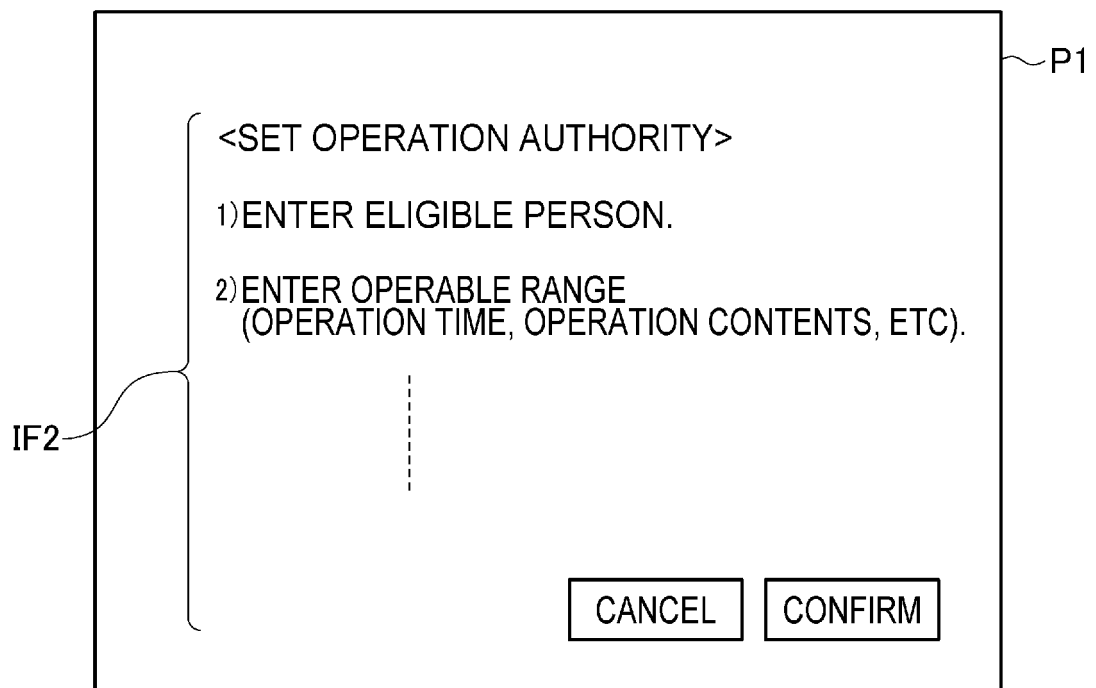 P1
<SET OPERATION AUTHORITY>
1)ENTER ELIGIBLE PERSON.
2)ENTER OPERABLE RANGE
(OPERATION TIME, OPERATION CONTENTS, ETC).
IF2
CANCEL CONFIRM